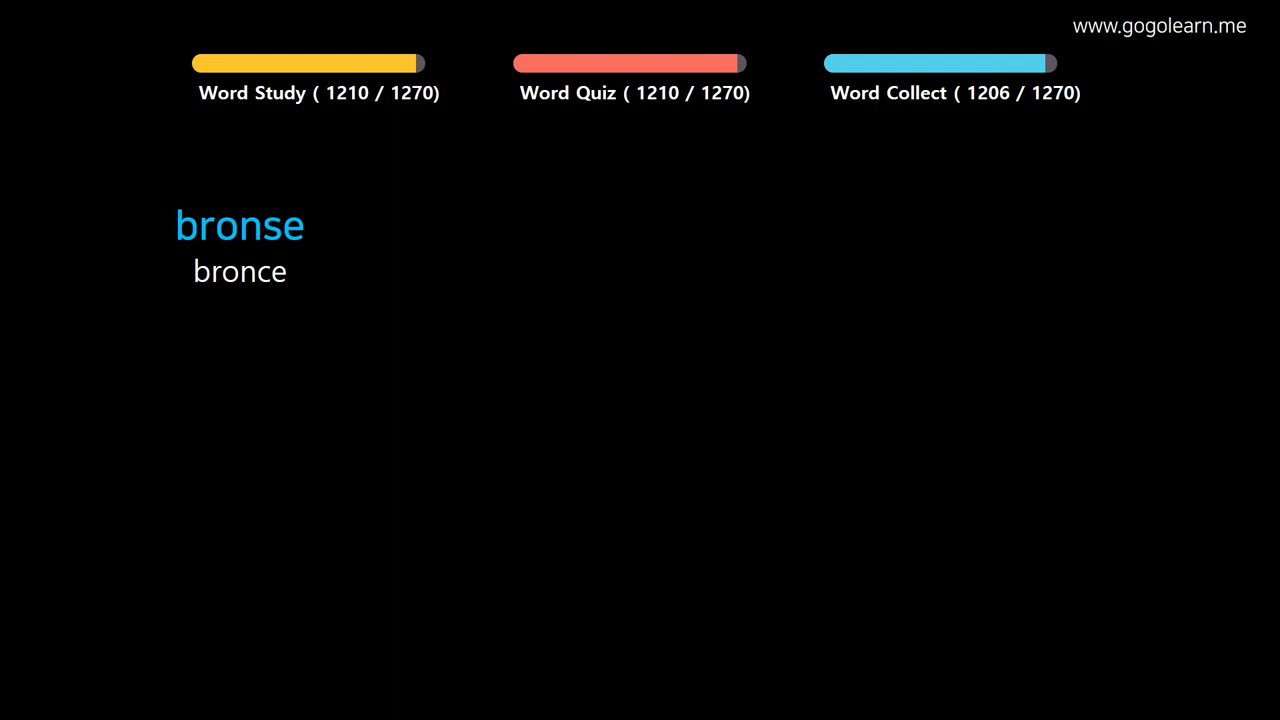 www.gogolearn.me
Word Study ( 1210 / 1270)
Word Quiz ( 1210 / 1270)
Word Collect ( 1206 / 1270)
bronse
bronce